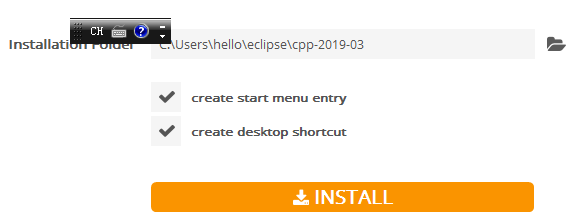 CH
Installation Folder C:\Users\hello\eclipse\cpp-2019-03
create start menu entry
create desktop shortcut
INSTALL